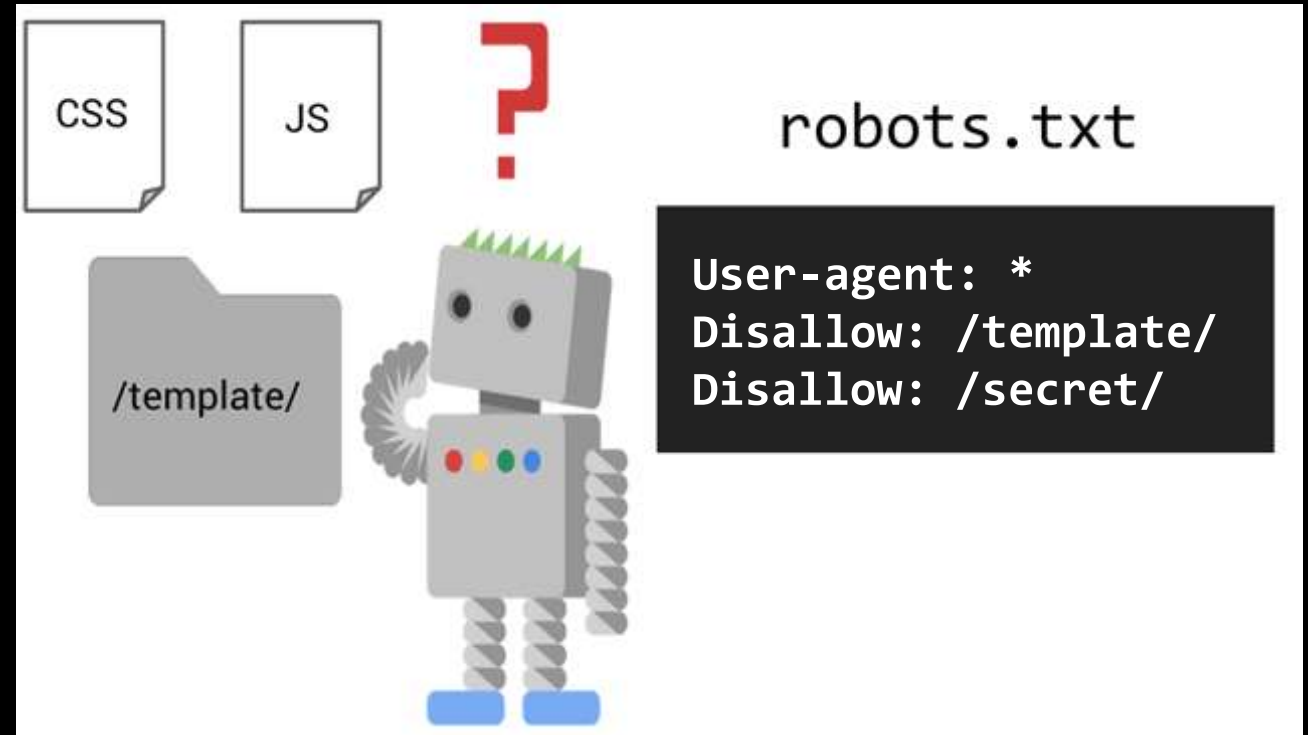 CSS
JS
?
robots.txt
/template/
User-agent: *
Disallow: /template/
Disallow: /secret/